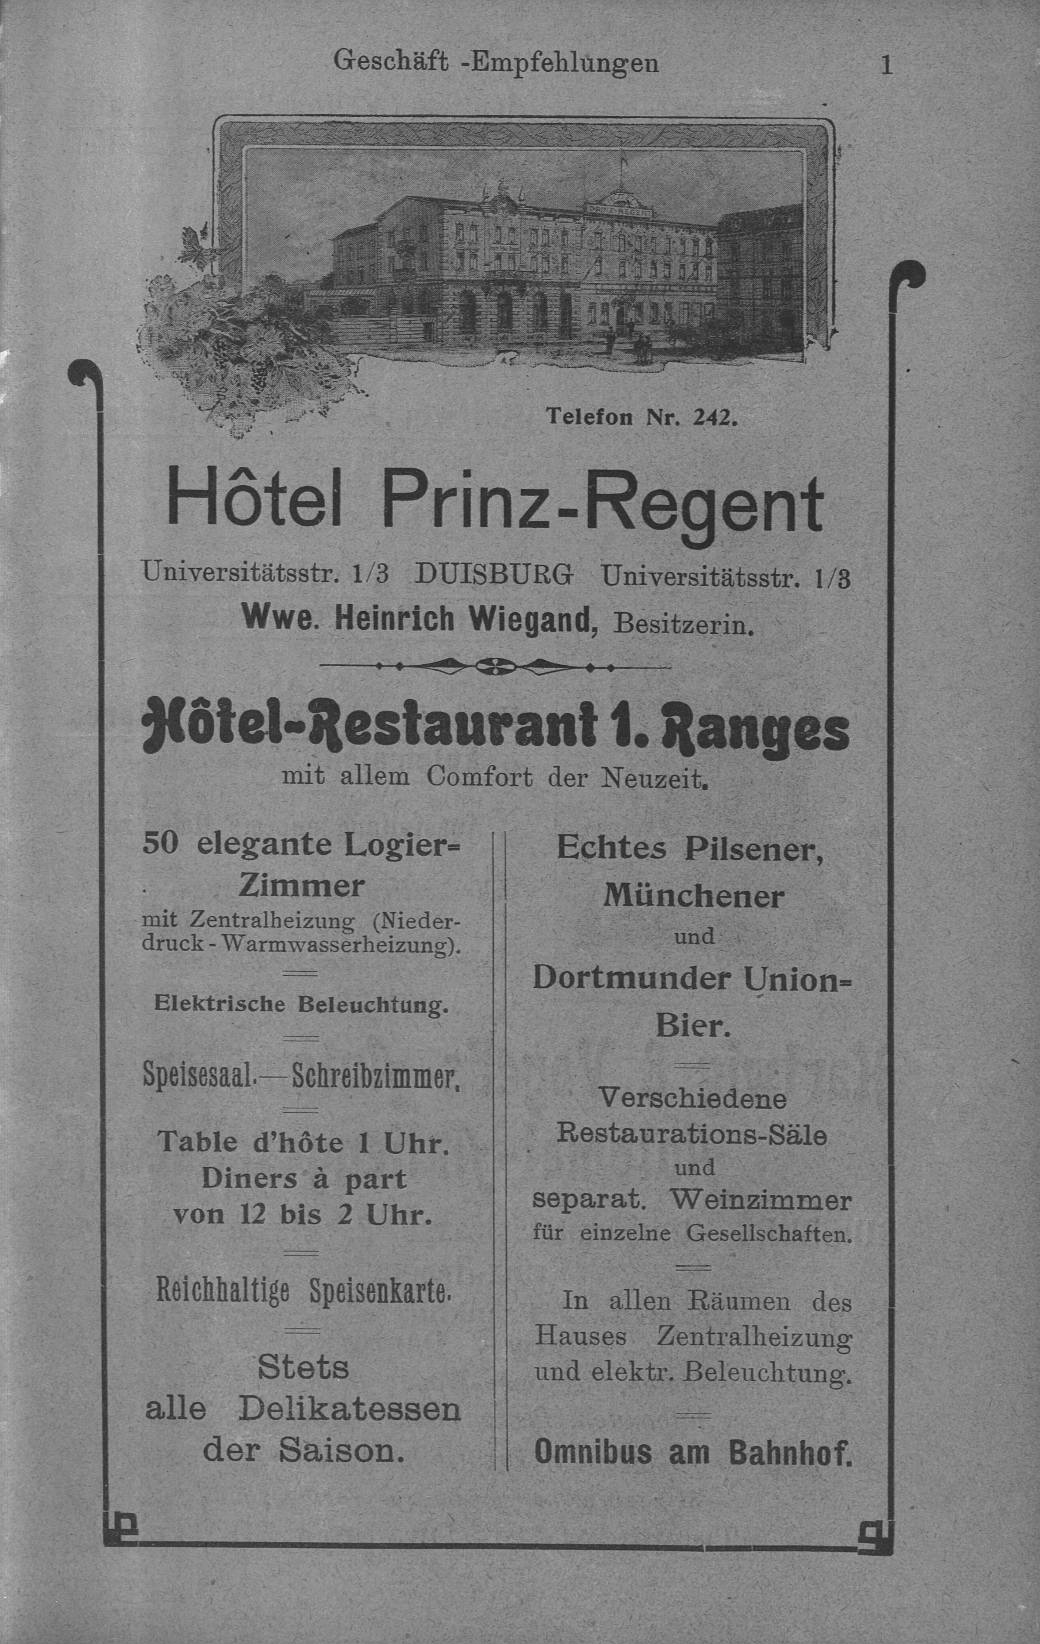 Geschäft -Empfehlungen 1
PRINZ-REGENT
Telefon Nr. 242.
Hôtel Prinz-Regent
Universitätsstr. 1/3 DUISBURG Universitätsstr. 1/3
Wwe. Heinrich Wiegand, Besitzerin.
Hôtel-Restaurant 1. Ranges
mit allem Comfort der Neuzeit.
50 elegante Logier-
Zimmer
mit Zentralheizung (Nieder-
druck-Warmwasserheizung).
Elektrische Beleuchtung.
Speisesaal.—Schreibzimmer.
Table d'hôte 1 Uhr.
Diners à part
von 12 bis 2 Uhr.
Reichhaltige Speisenkarte.
Stets
alle Delikatessen
der Saison.
Echtes Pilsener,
Münchener
und
Dortmunder Union-
Bier.
Verschiedene
Restaurations-Säle
und
separat. Weinzimmer
für einzelne Gesellschaften.
In allen Räumen des
Hauses Zentralheizung
und elektr. Beleuchtung.
Omnibus am Bahnhof.